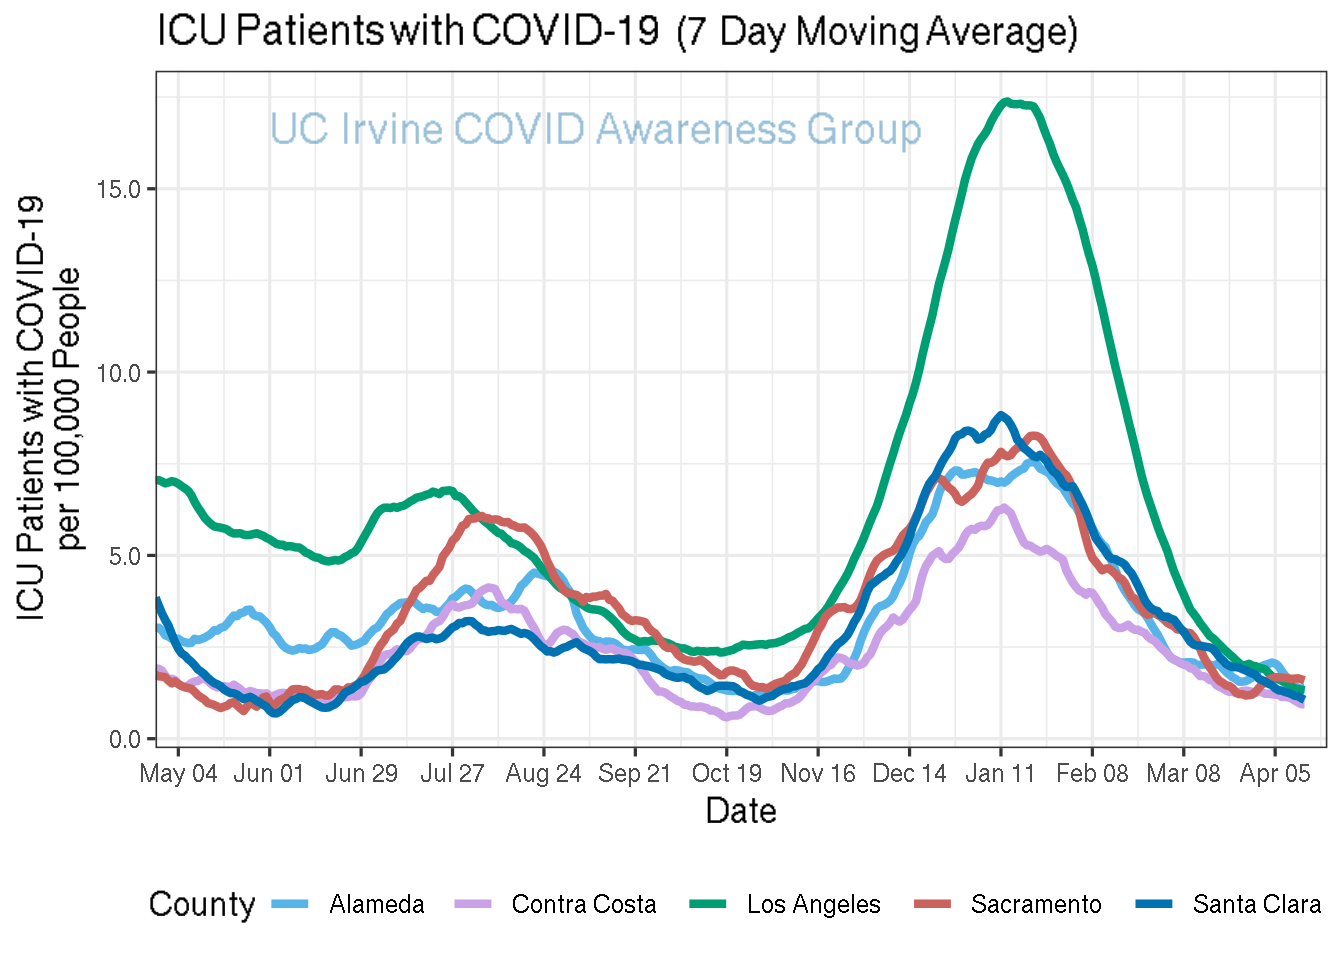 ICU Patients with COVID-19 (7 Day Moving Average)
UC Irvine COVID Awareness Group
ICU Patients with COVID-19
per 100,000 People
15.0
10.0
5.0
0.0
May 04 Jun 01 Jun 29 Jul 27 Aug 24 Sep 21 Oct 19 Nov 16 Dec 14 Jan 11 Feb 08 Mar 08 Apr 05
Date
County Alameda Contra Costa Los Angeles Sacramento Santa Clara